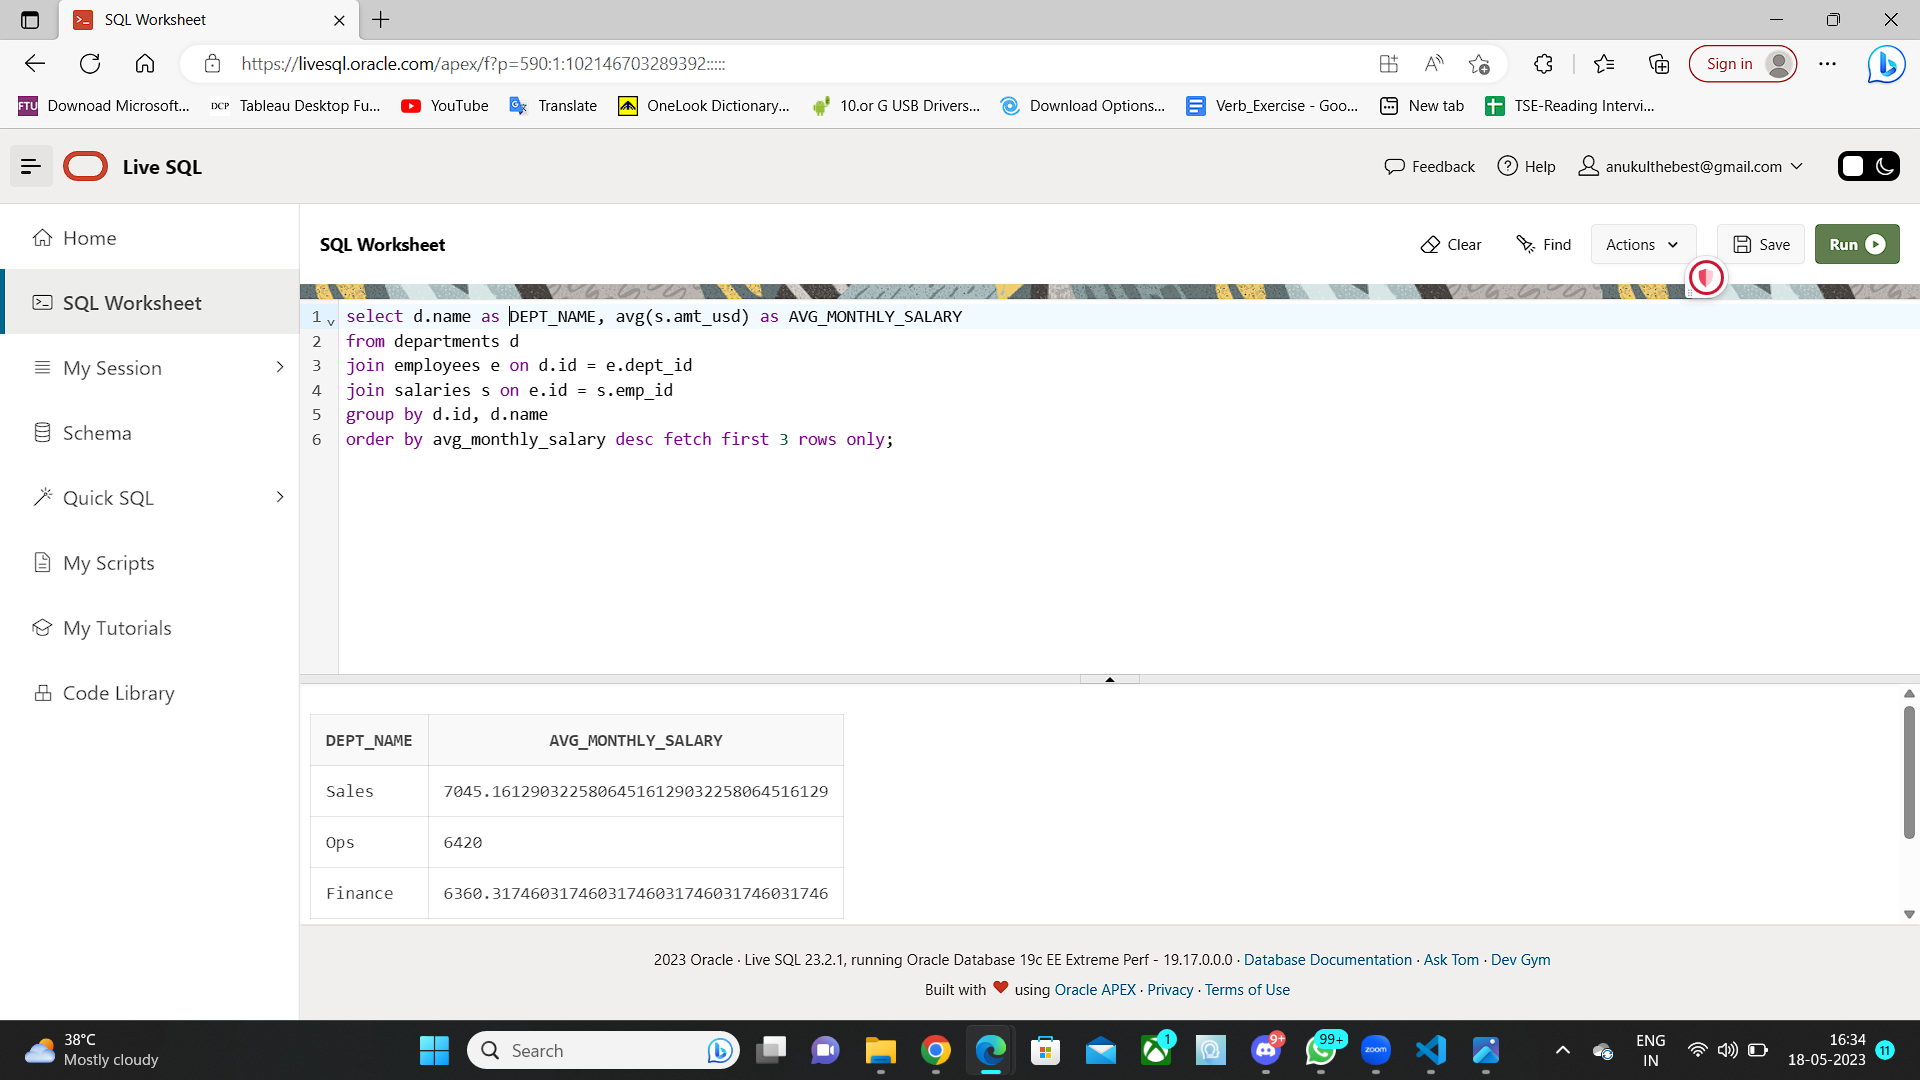 SQL Worksheet
https://livesql.oracle.com/apex/f?p=590:1:102146703289392:::::
Sign in
FTU Downoad Microsoft...
DCP Tableau Desktop Fu...
YouTube
Translate
OneLook Dictionary...
10.or G USB Drivers...
Download Options...
Verb_Exercise - Goo...
New tab
TSE-Reading Intervi...
Live SQL
Feedback
Help
anukulthebest@gmail.com
Home
SQL Worksheet
My Session
Schema
Quick SQL
My Scripts
My Tutorials
Code Library
SQL Worksheet
Clear
Find
Actions
Save
Run
1 select d.name as DEPT_NAME, avg(s.amt_usd) as AVG_MONTHLY_SALARY
2 from departments d
3 join employees e on d.id = e.dept_id
4 join salaries s on e.id = s.emp_id
5 group by d.id, d.name
6 order by avg_monthly_salary desc fetch first 3 rows only;
DEPT_NAME AVG_MONTHLY_SALARY
Sales 7045.16129032258064516129032258064516129
Ops 6420
Finance 6360.31746031746031746031746031746031746
2023 Oracle · Live SQL 23.2.1, running Oracle Database 19c EE Extreme Perf - 19.17.0.0.0 · Database Documentation · Ask Tom · Dev Gym
Built with ❤ using Oracle APEX · Privacy · Terms of Use
38°C
Mostly cloudy
Search
1
9+
99+
zoom
ENG
IN
16:34
18-05-2023
11